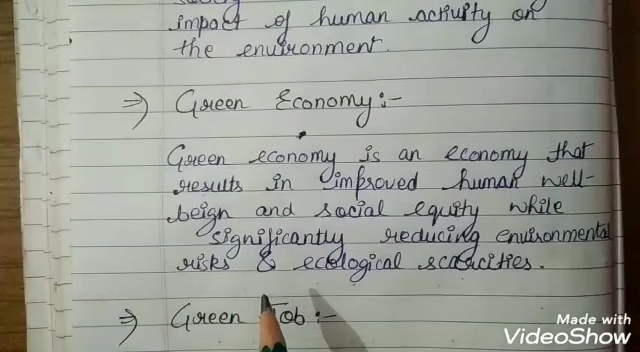 impact of human activity on
the environment.
⇒ Green Economy:-
Green economy is an economy that
results in improved human well-
beign and social equity while
significantly reducing environmental
risks & ecological scarcities.
⇒ Green Job:-
Made with
VideoShow